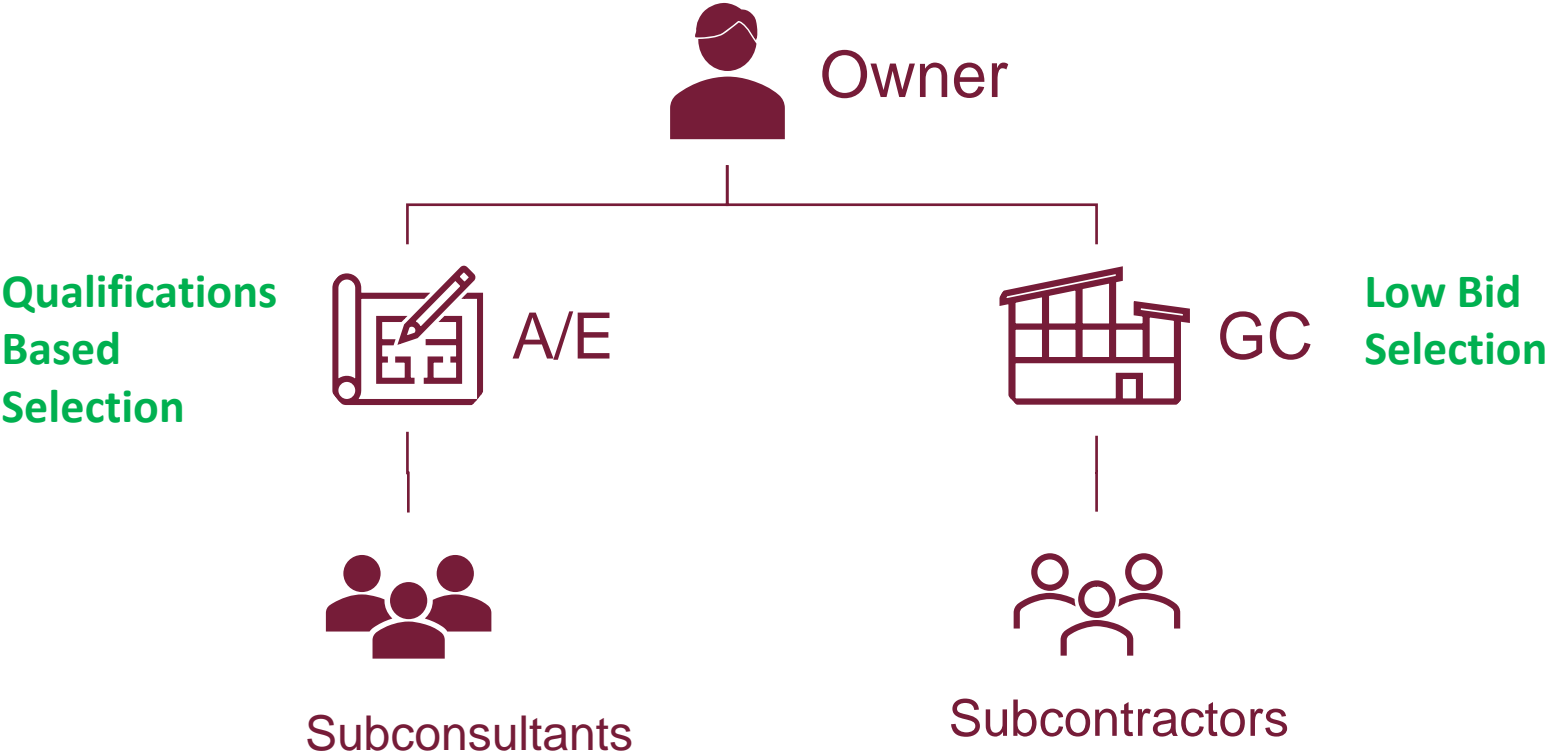 Owner
Qualifications
Based
Selection
A/E
GC
Low Bid
Selection
Subconsultants
Subcontractors